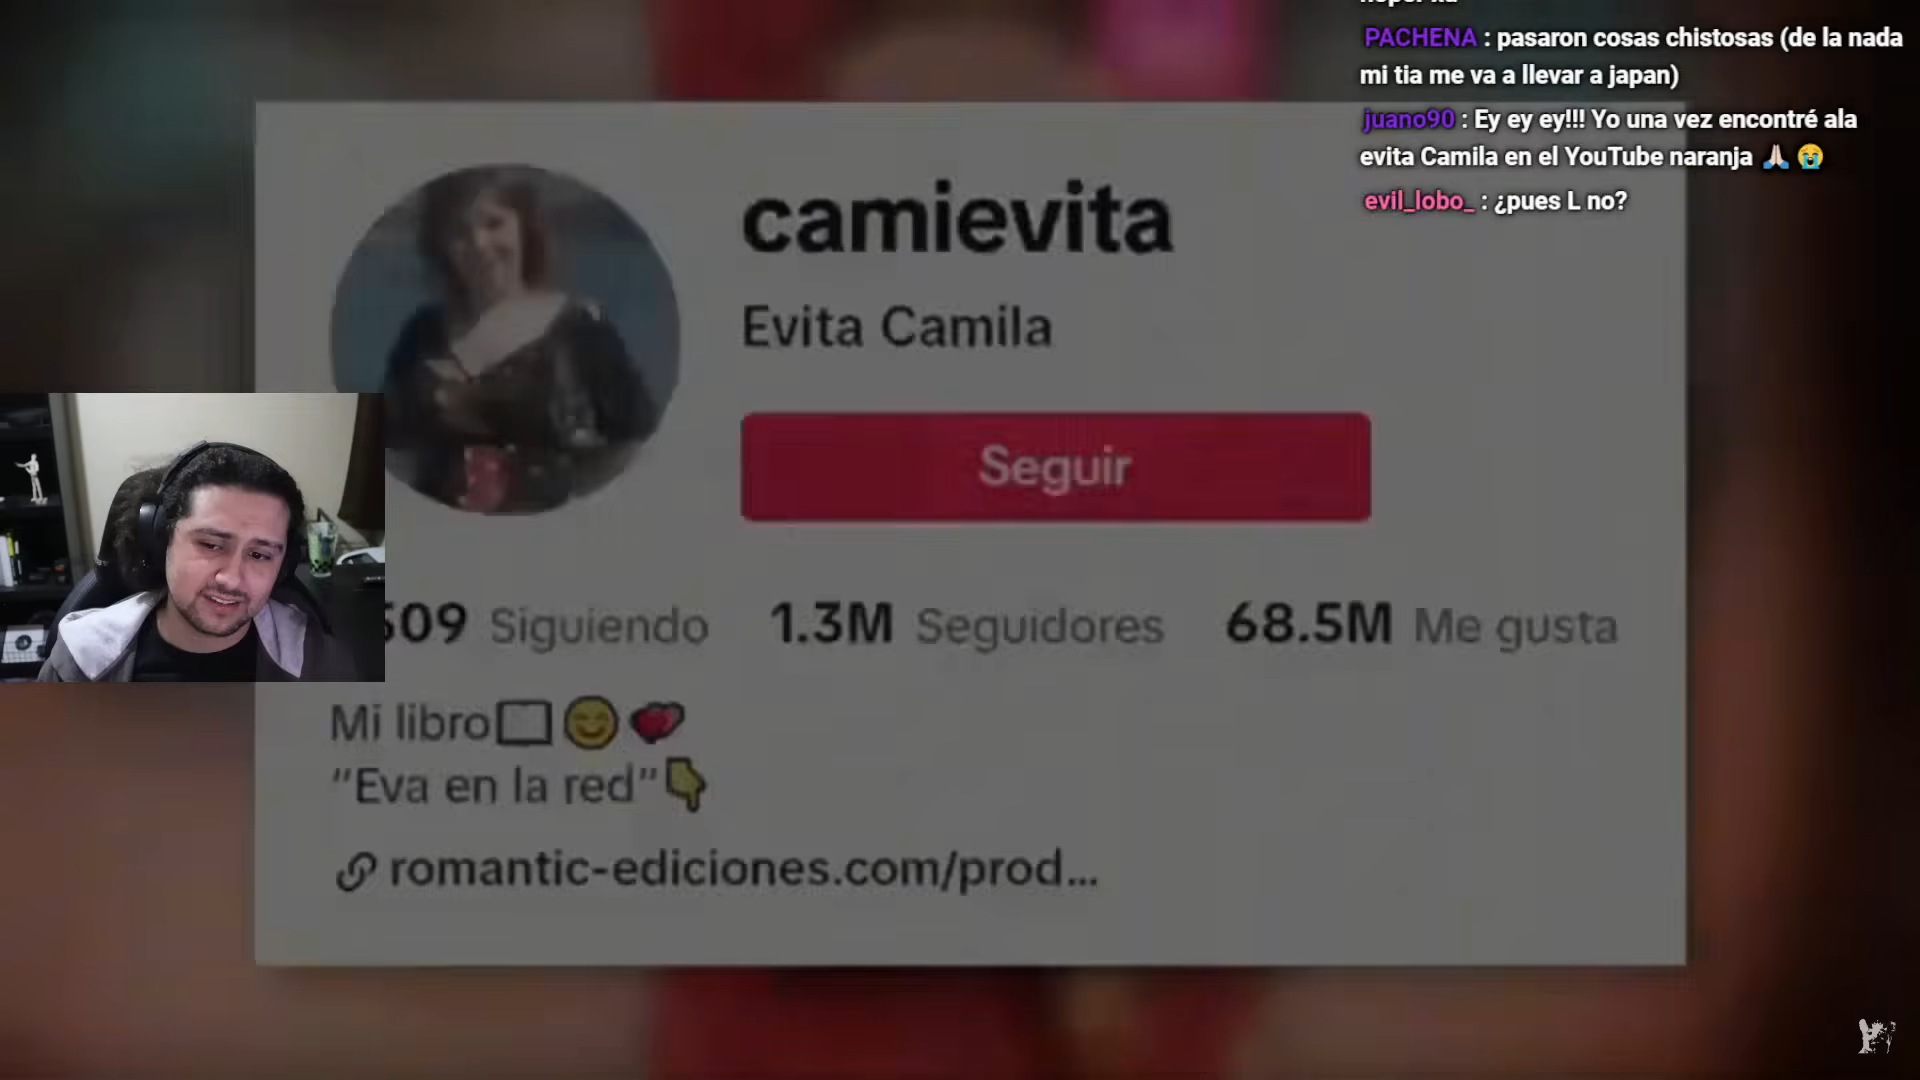 PACHENA : pasaron cosas chistosas (de la nada
mi tia me va a llevar a japan)
juano90 : Ey ey ey!!! Yo una vez encontré ala
evita Camila en el YouTube naranja 🙏🏻 😭
evil_lobo_ : ¿pues L no?
camievita
Evita Camila
Seguir
509 Siguiendo 1.3M Seguidores 68.5M Me gusta
Mi libro 😊 💕
“Eva en la red”👇
romantic-ediciones.com/prod...